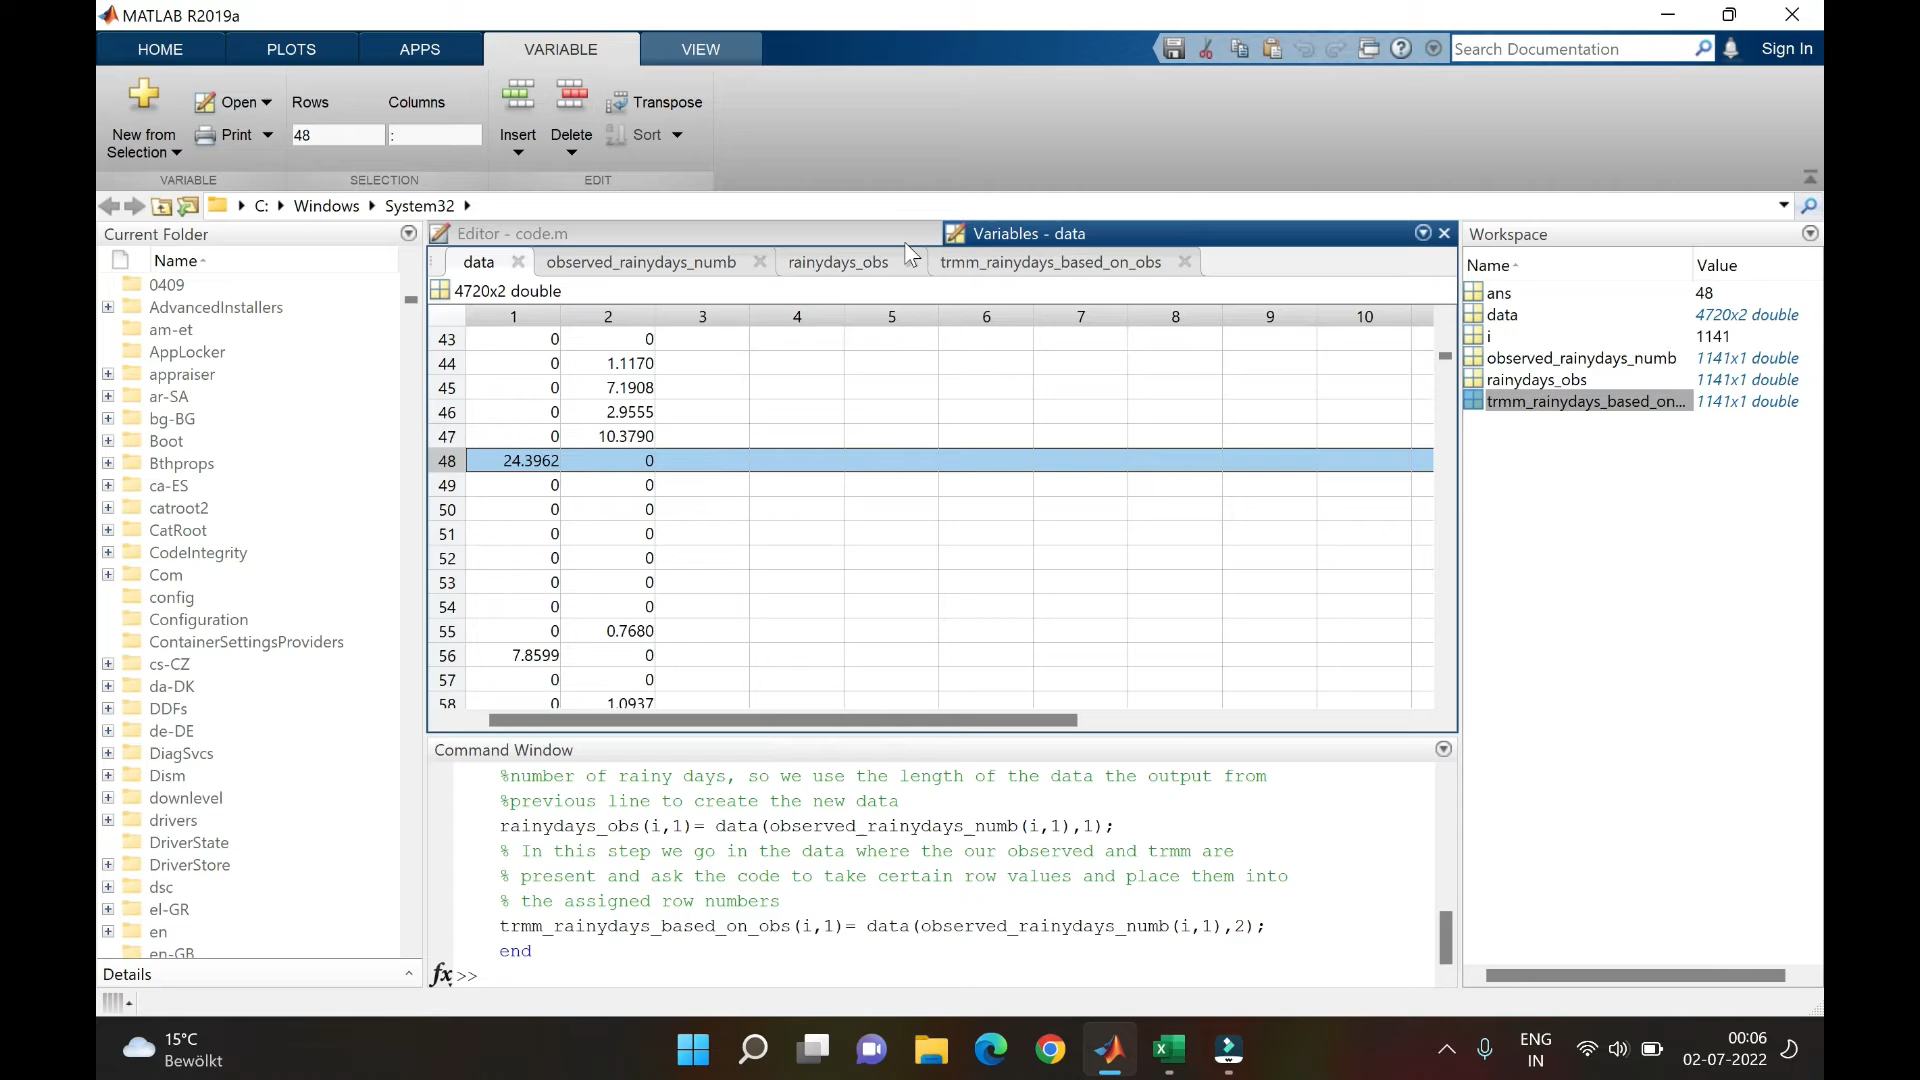 MATLAB R2019a
HOME PLOTS APPS VARIABLE VIEW
Search Documentation
Sign In
New from
Selection
Open
Print
Rows Columns
48 :
Insert
Delete
Transpose
Sort
VARIABLE SELECTION EDIT
C: Windows System32
Current Folder
Name
0409
AdvancedInstallers
am-et
AppLocker
appraiser
ar-SA
bg-BG
Boot
Bthprops
ca-ES
catroot2
CatRoot
CodeIntegrity
Com
config
Configuration
ContainerSettingsProviders
cs-CZ
da-DK
DDFs
de-DE
DiagSvcs
Dism
downlevel
drivers
DriverState
DriverStore
dsc
el-GR
en
en-GB
Details
Editor - code.m
Variables - data
data observed_rainydays_numb rainydays_obs trmm_rainydays_based_on_obs
4720x2 double
1 2 3 4 5 6 7 8 9 10
43 0 0
44 0 1.1170
45 0 7.1908
46 0 2.9555
47 0 10.3790
48 24.3962 0
49 0 0
50 0 0
51 0 0
52 0 0
53 0 0
54 0 0
55 0 0.7680
56 7.8599 0
57 0 0
58 0 1.0937
Command Window
%number of rainy days, so we use the length of the data the output from
%previous line to create the new data
rainydays_obs(i,1)= data(observed_rainydays_numb(i,1),1);
% In this step we go in the data where the our observed and trmm are
% present and ask the code to take certain row values and place them into
% the assigned row numbers
trmm_rainydays_based_on_obs(i,1)= data(observed_rainydays_numb(i,1),2);
end
fx >>
Workspace
Name Value
ans 48
data 4720x2 double
i 1141
observed_rainydays_numb 1141x1 double
rainydays_obs 1141x1 double
trmm_rainydays_based_on... 1141x1 double
15°C
Bewölkt
ENG
IN
00:06
02-07-2022